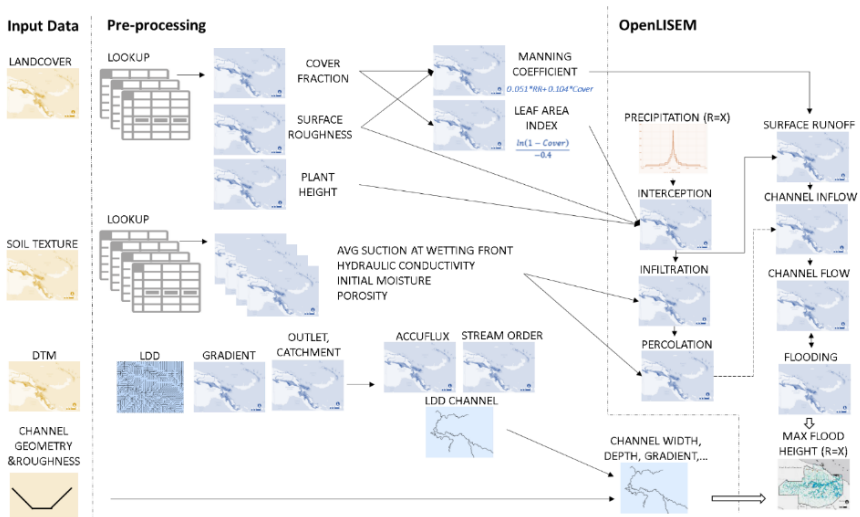 Input Data
Pre-processing
OpenLISEM
LANDCOVER
LOOKUP
COVER
FRACTION
SURFACE
ROUGHNESS
PLANT
HEIGHT
MANNING
COEFFICIENT
0.051*RR+0.104*Cover
LEAF AREA
INDEX
ln(1 − Cover)
−0.4
PRECIPITATION (R=X)
INTERCEPTION
INFILTRATION
PERCOLATION
SURFACE RUNOFF
CHANNEL INFLOW
CHANNEL FLOW
FLOODING
MAX FLOOD
HEIGHT (R=X)
SOIL TEXTURE
LOOKUP
AVG SUCTION AT WETTING FRONT
HYDRAULIC CONDUCTIVITY
INITIAL MOISTURE
POROSITY
DTM
LDD
GRADIENT
OUTLET,
CATCHMENT
ACCUFLUX
STREAM ORDER
LDD CHANNEL
CHANNEL
GEOMETRY
&ROUGHNESS
CHANNEL WIDTH,
DEPTH, GRADIENT,...